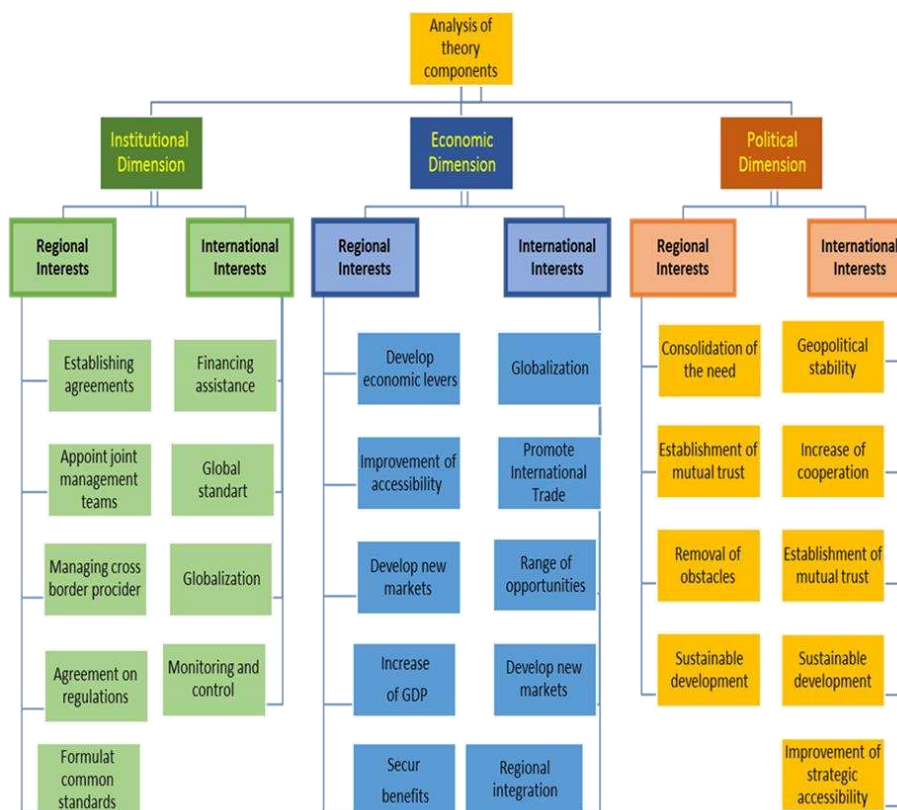 Analysis of
theory
components
Institutional
Dimension
Economic
Dimension
Political
Dimension
Regional
Interests
International
Interests
Regional
Interests
International
Interests
Regional
Interests
International
Interests
Establishing
agreements
Financing
assistance
Develop
economic levers
Globalization
Consolidation of
the need
Geopolitical
stability
Appoint joint
management
teams
Global
standart
Improvement of
accessibility
Promote
International
Trade
Establishment of
mutual trust
Increase of
cooperation
Managing cross
border procider
Globalization
Develop new
markets
Range of
opportunities
Removal of
obstacles
Establishment of
mutual trust
Agreement on
regulations
Monitoring and
control
Increase
of GDP
Develop new
markets
Sustainable
development
Sustainable
development
Formulat
common
standards
Secur
benefits
Regional
integration
Improvement of
strategic
accessibility